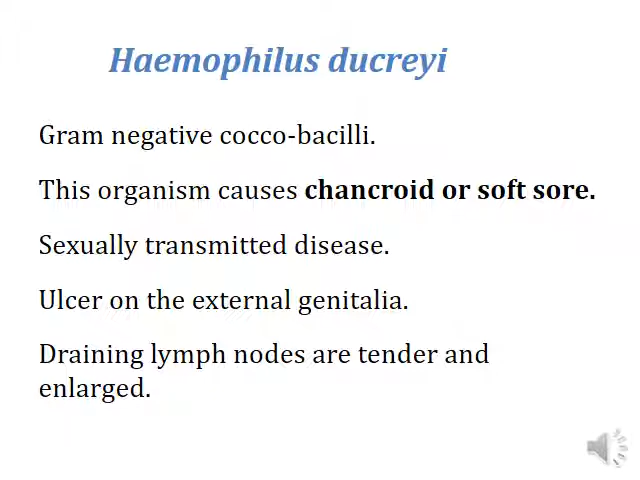 Haemophilus ducreyi
Gram negative cocco-bacilli.
This organism causes chancroid or soft sore.
Sexually transmitted disease.
Ulcer on the external genitalia.
Draining lymph nodes are tender and
enlarged.